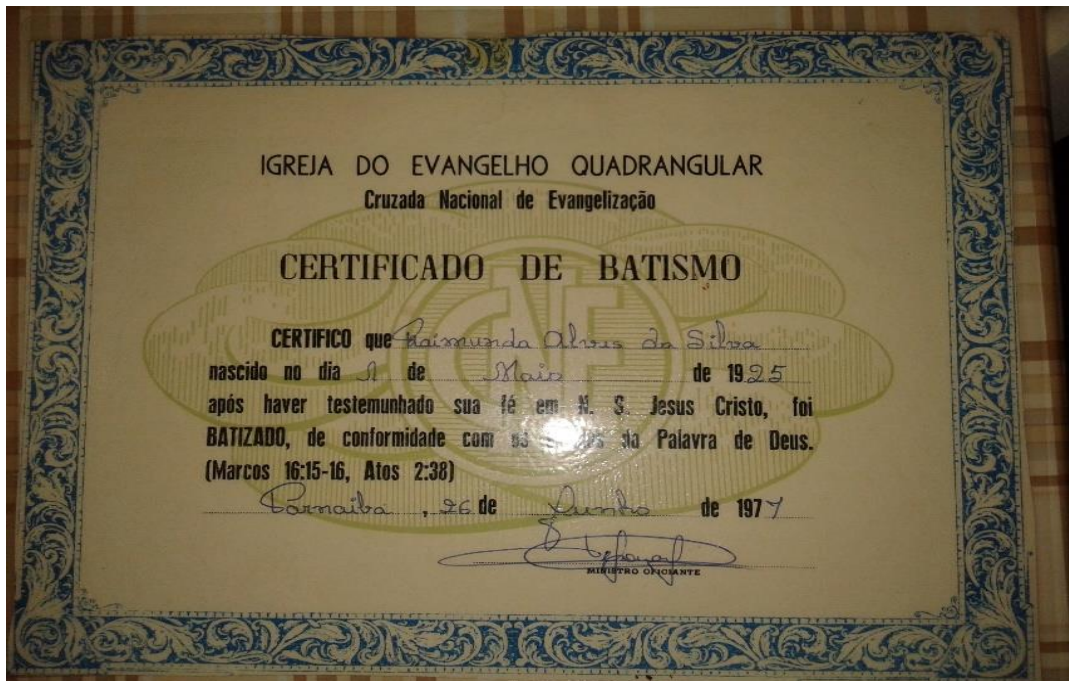 IGREJA DO EVANGELHO QUADRANGULAR
Cruzada Nacional de Evangelização
CERTIFICADO DE BATISMO
CNE
CERTIFICO que Raimunda Alves da Silva
nascido no dia 1 de Maio de 1925
após haver testemunhado sua fé em N. S. Jesus Cristo, foi
BATIZADO, de conformidade com da Palavra de Deus.
(Marcos 16:15-16, Atos 2:38)
Parnaiba, 26 de Junho de 1977
MINISTRO OFICIANTE